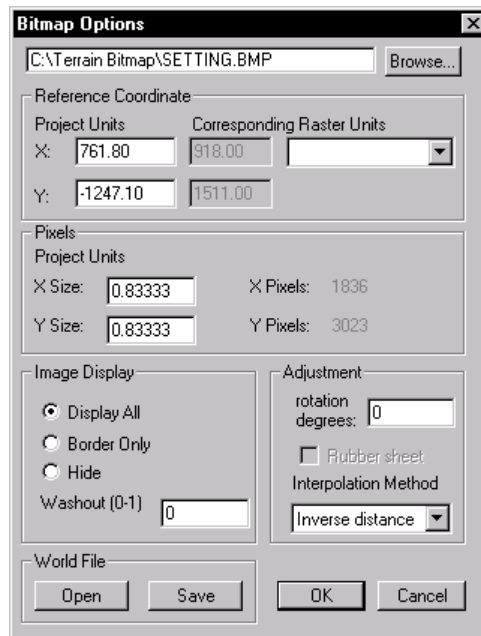 Bitmap Options
C:\Terrain Bitmap\SETTING.BMP Browse...
Reference Coordinate
Project Units Corresponding Raster Units
X: 761.80 918.00
Y: -1247.10 1511.00
Pixels
Project Units
X Size: 0.83333 X Pixels: 1836
Y Size: 0.83333 Y Pixels: 3023
Image Display
Display All
Border Only
Hide
Washout (0-1) 0
Adjustment
rotation
degrees: 0
Rubber sheet
Interpolation Method
Inverse distance
World File
Open Save
OK Cancel